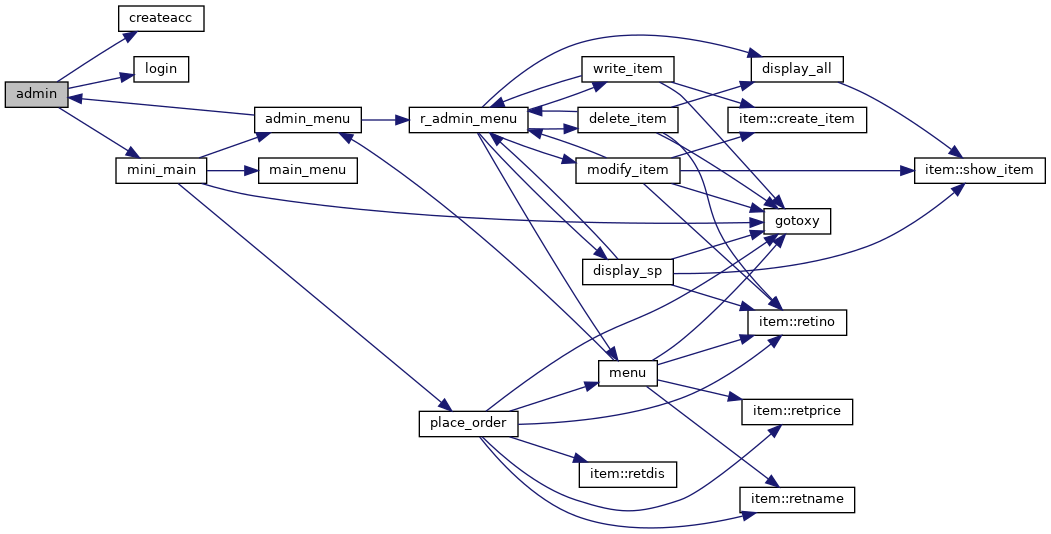 createacc
login
admin
admin_menu
mini_main
main_menu
r_admin_menu
write_item
delete_item
modify_item
display_all
item::create_item
item::show_item
gotoxy
display_sp
item::retino
menu
place_order
item::retprice
item::retdis
item::retname